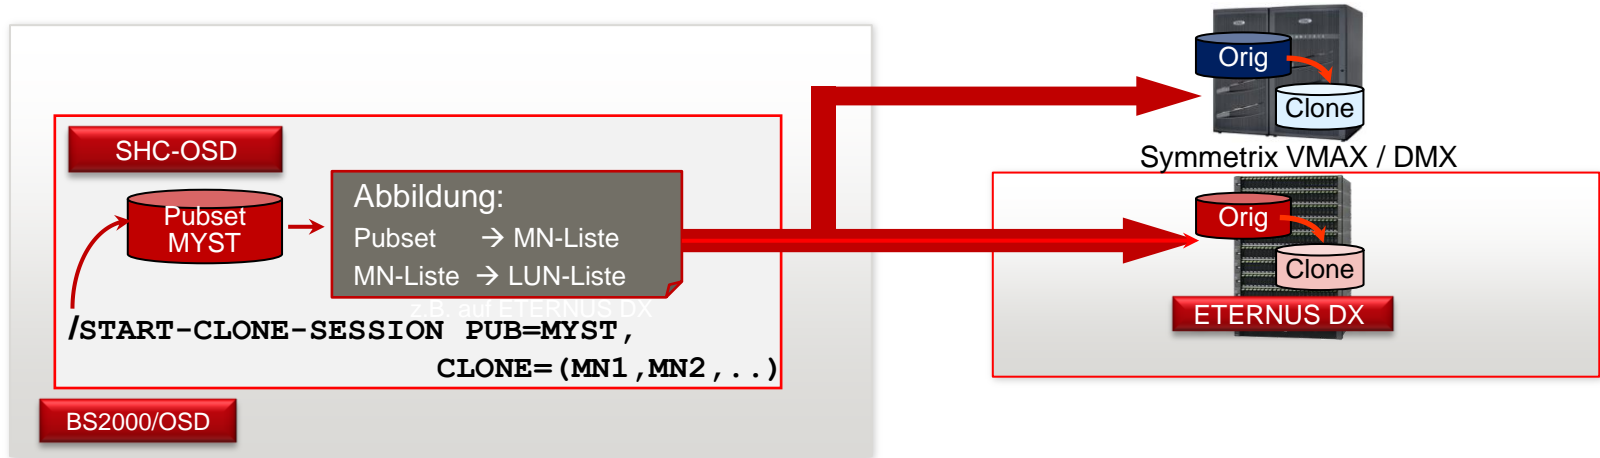 SHC-OSD
Pubset
MYST
Abbildung:
Pubset → MN-Liste
MN-Liste → LUN-Liste
z.B. auf ETERNUS DX
/START-CLONE-SESSION PUB=MYST,
CLONE=(MN1,MN2,..)
BS2000/OSD
Orig
Clone
Symmetrix VMAX / DMX
Orig
Clone
ETERNUS DX